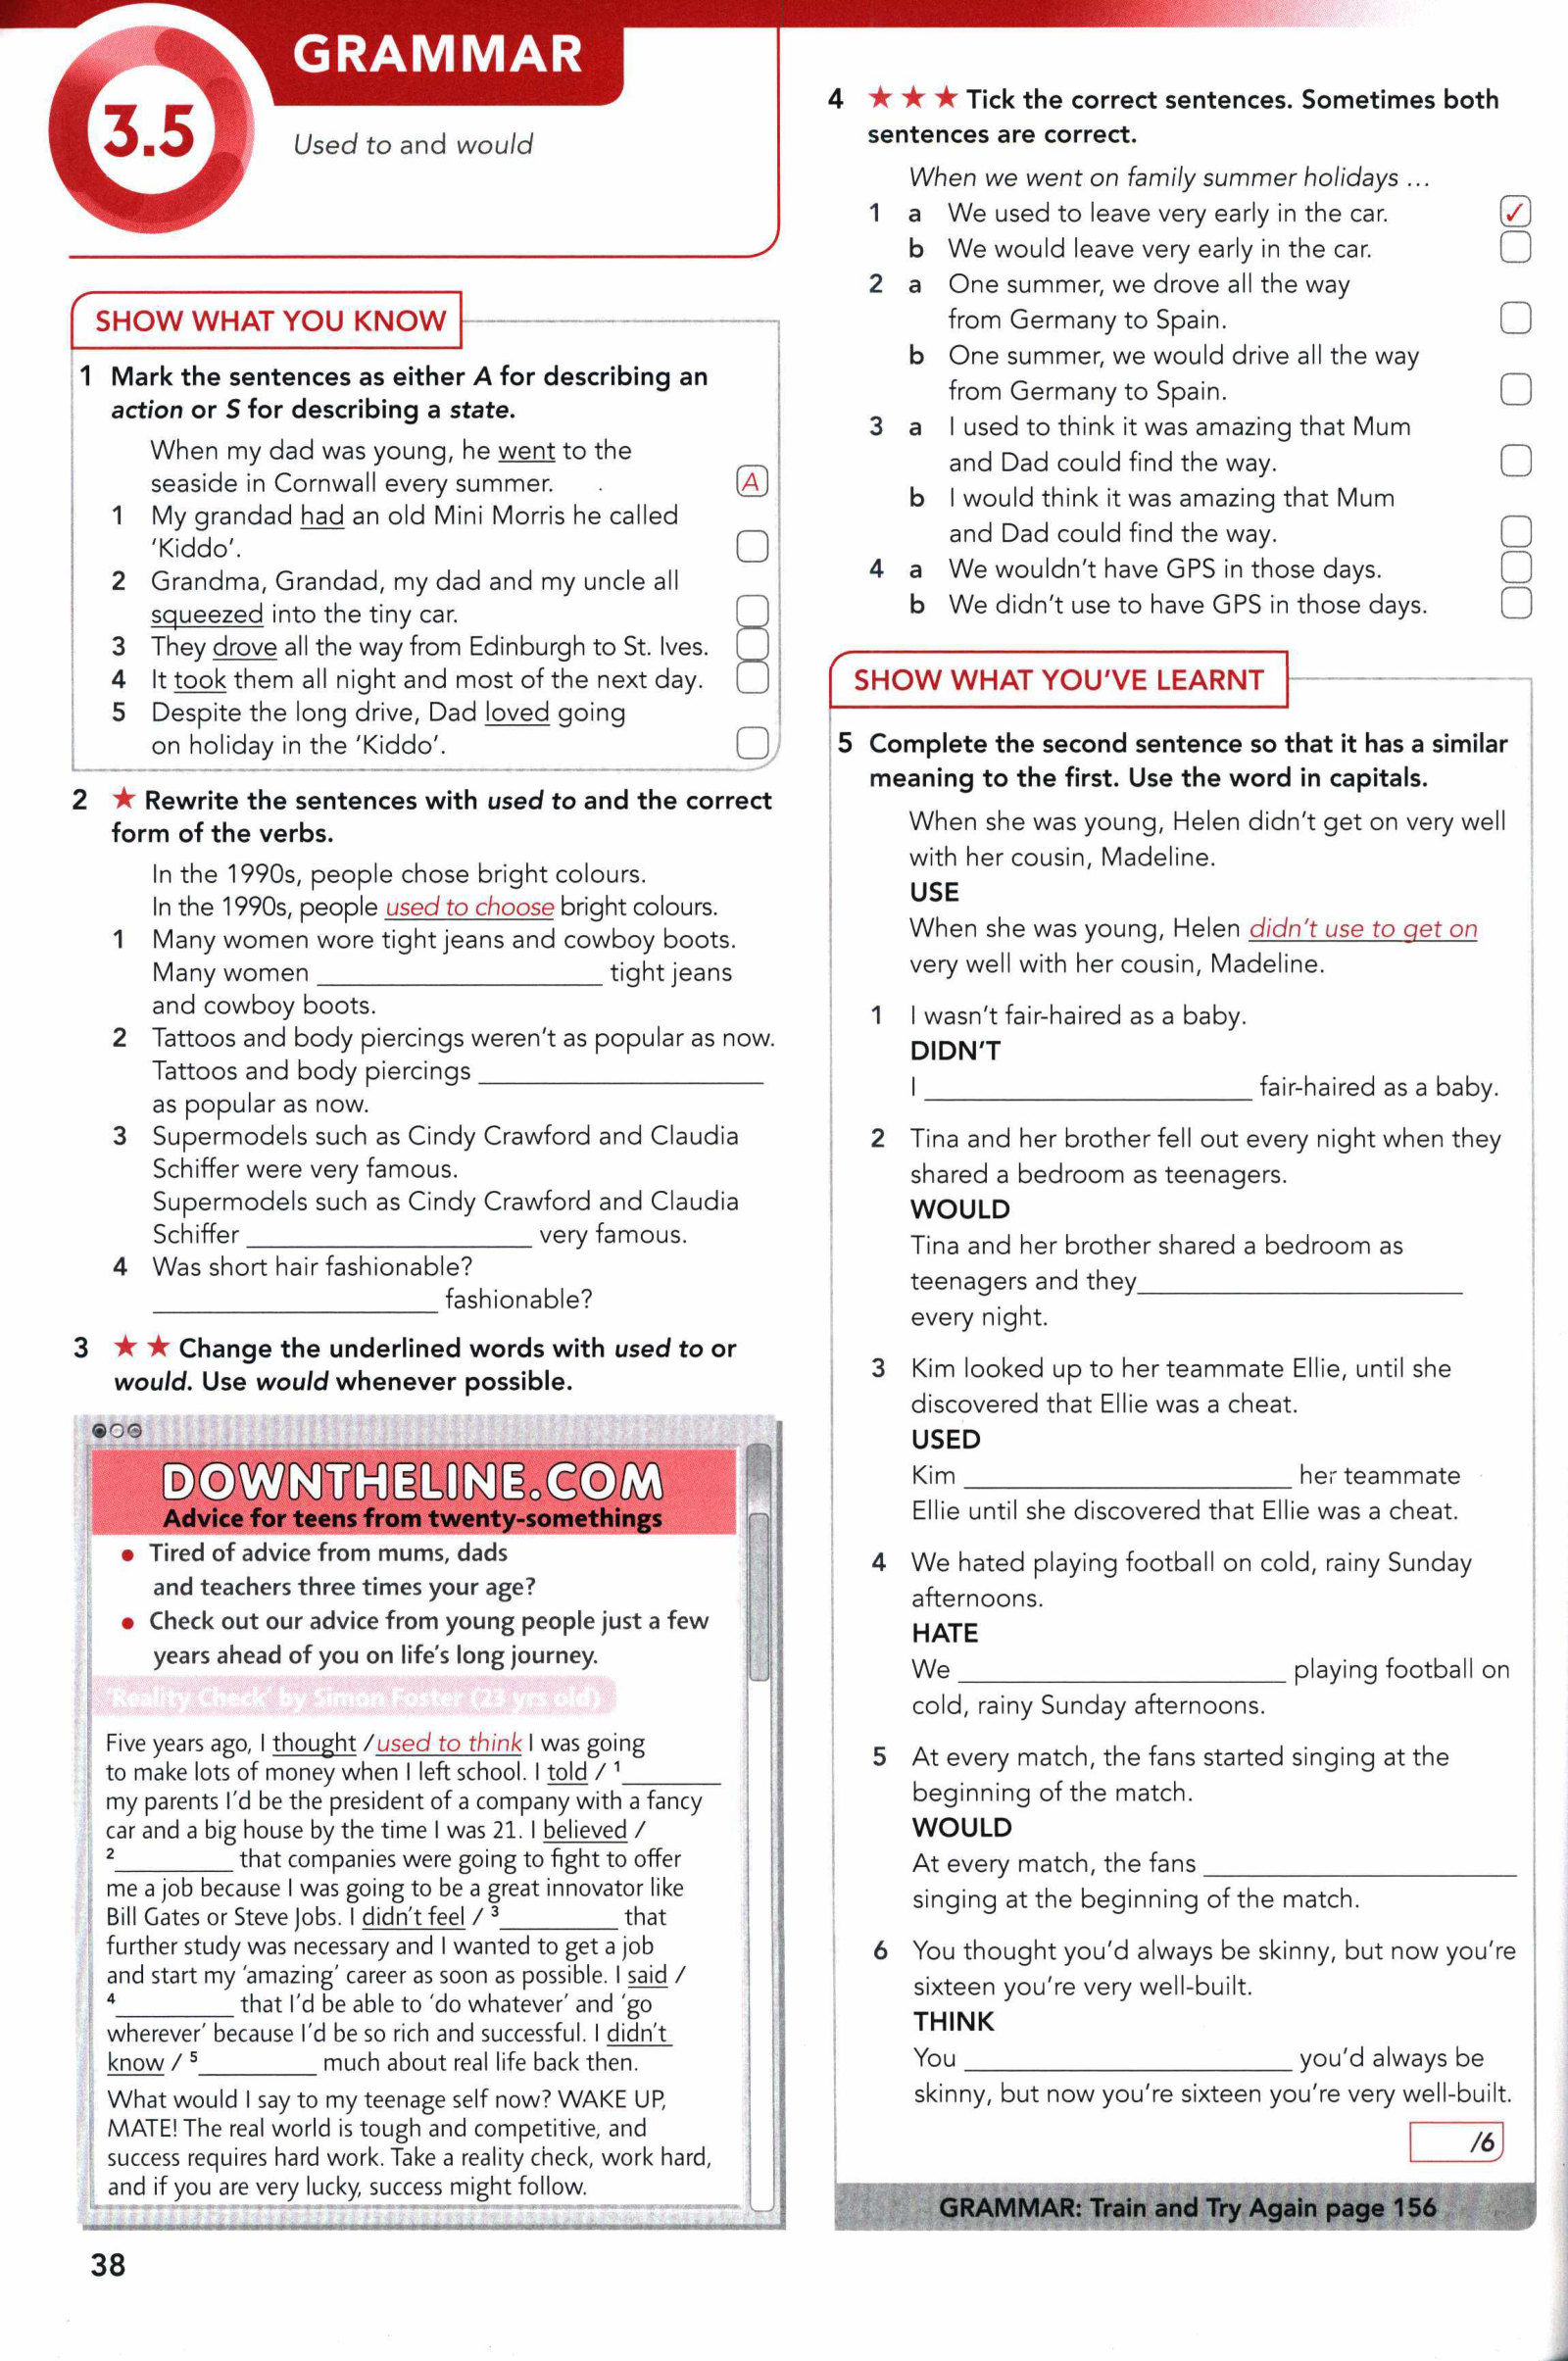 GRAMMAR
3.5
Used to and would
SHOW WHAT YOU KNOW
1 Mark the sentences as either A for describing an
action or S for describing a state.
When my dad was young, he went to the
seaside in Cornwall every summer. A
1 My grandad had an old Mini Morris he called
'Kiddo'.
2 Grandma, Grandad, my dad and my uncle all
squeezed into the tiny car.
3 They drove all the way from Edinburgh to St. Ives.
4 It took them all night and most of the next day.
5 Despite the long drive, Dad loved going
on holiday in the 'Kiddo'.
2 ★ Rewrite the sentences with used to and the correct
form of the verbs.
In the 1990s, people chose bright colours.
In the 1990s, people used to choose bright colours.
1 Many women wore tight jeans and cowboy boots.
Many women ____________ tight jeans
and cowboy boots.
2 Tattoos and body piercings weren't as popular as now.
Tattoos and body piercings ____________
as popular as now.
3 Supermodels such as Cindy Crawford and Claudia
Schiffer were very famous.
Supermodels such as Cindy Crawford and Claudia
Schiffer ____________ very famous.
4 Was short hair fashionable?
____________ fashionable?
3 ★ ★ Change the underlined words with used to or
would. Use would whenever possible.
DOWNTHELINE.COM
Advice for teens from twenty-somethings
• Tired of advice from mums, dads
and teachers three times your age?
• Check out our advice from young people just a few
years ahead of you on life's long journey.
'Reality Check' by Simon Foster (23 yrs old)
Five years ago, I thought / used to think I was going
to make lots of money when I left school. I told / 1________
my parents I'd be the president of a company with a fancy
car and a big house by the time I was 21. I believed /
2________ that companies were going to fight to offer
me a job because I was going to be a great innovator like
Bill Gates or Steve Jobs. I didn't feel / 3________ that
further study was necessary and I wanted to get a job
and start my 'amazing' career as soon as possible. I said /
4________ that I'd be able to 'do whatever' and 'go
wherever' because I'd be so rich and successful. I didn't
know / 5________ much about real life back then.
What would I say to my teenage self now? WAKE UP,
MATE! The real world is tough and competitive, and
success requires hard work. Take a reality check, work hard,
and if you are very lucky, success might follow.
38
4 ★ ★ ★ Tick the correct sentences. Sometimes both
sentences are correct.
When we went on family summer holidays ...
1 a We used to leave very early in the car. ✓
b We would leave very early in the car.
2 a One summer, we drove all the way
from Germany to Spain.
b One summer, we would drive all the way
from Germany to Spain.
3 a I used to think it was amazing that Mum
and Dad could find the way.
b I would think it was amazing that Mum
and Dad could find the way.
4 a We wouldn't have GPS in those days.
b We didn't use to have GPS in those days.
SHOW WHAT YOU'VE LEARNT
5 Complete the second sentence so that it has a similar
meaning to the first. Use the word in capitals.
When she was young, Helen didn't get on very well
with her cousin, Madeline.
USE
When she was young, Helen didn't use to get on
very well with her cousin, Madeline.
1 I wasn't fair-haired as a baby.
DIDN'T
I ____________ fair-haired as a baby.
2 Tina and her brother fell out every night when they
shared a bedroom as teenagers.
WOULD
Tina and her brother shared a bedroom as
teenagers and they____________
every night.
3 Kim looked up to her teammate Ellie, until she
discovered that Ellie was a cheat.
USED
Kim ____________ her teammate
Ellie until she discovered that Ellie was a cheat.
4 We hated playing football on cold, rainy Sunday
afternoons.
HATE
We ____________ playing football on
cold, rainy Sunday afternoons.
5 At every match, the fans started singing at the
beginning of the match.
WOULD
At every match, the fans ____________
singing at the beginning of the match.
6 You thought you'd always be skinny, but now you're
sixteen you're very well-built.
THINK
You ____________ you'd always be
skinny, but now you're sixteen you're very well-built.
/6
GRAMMAR: Train and Try Again page 156